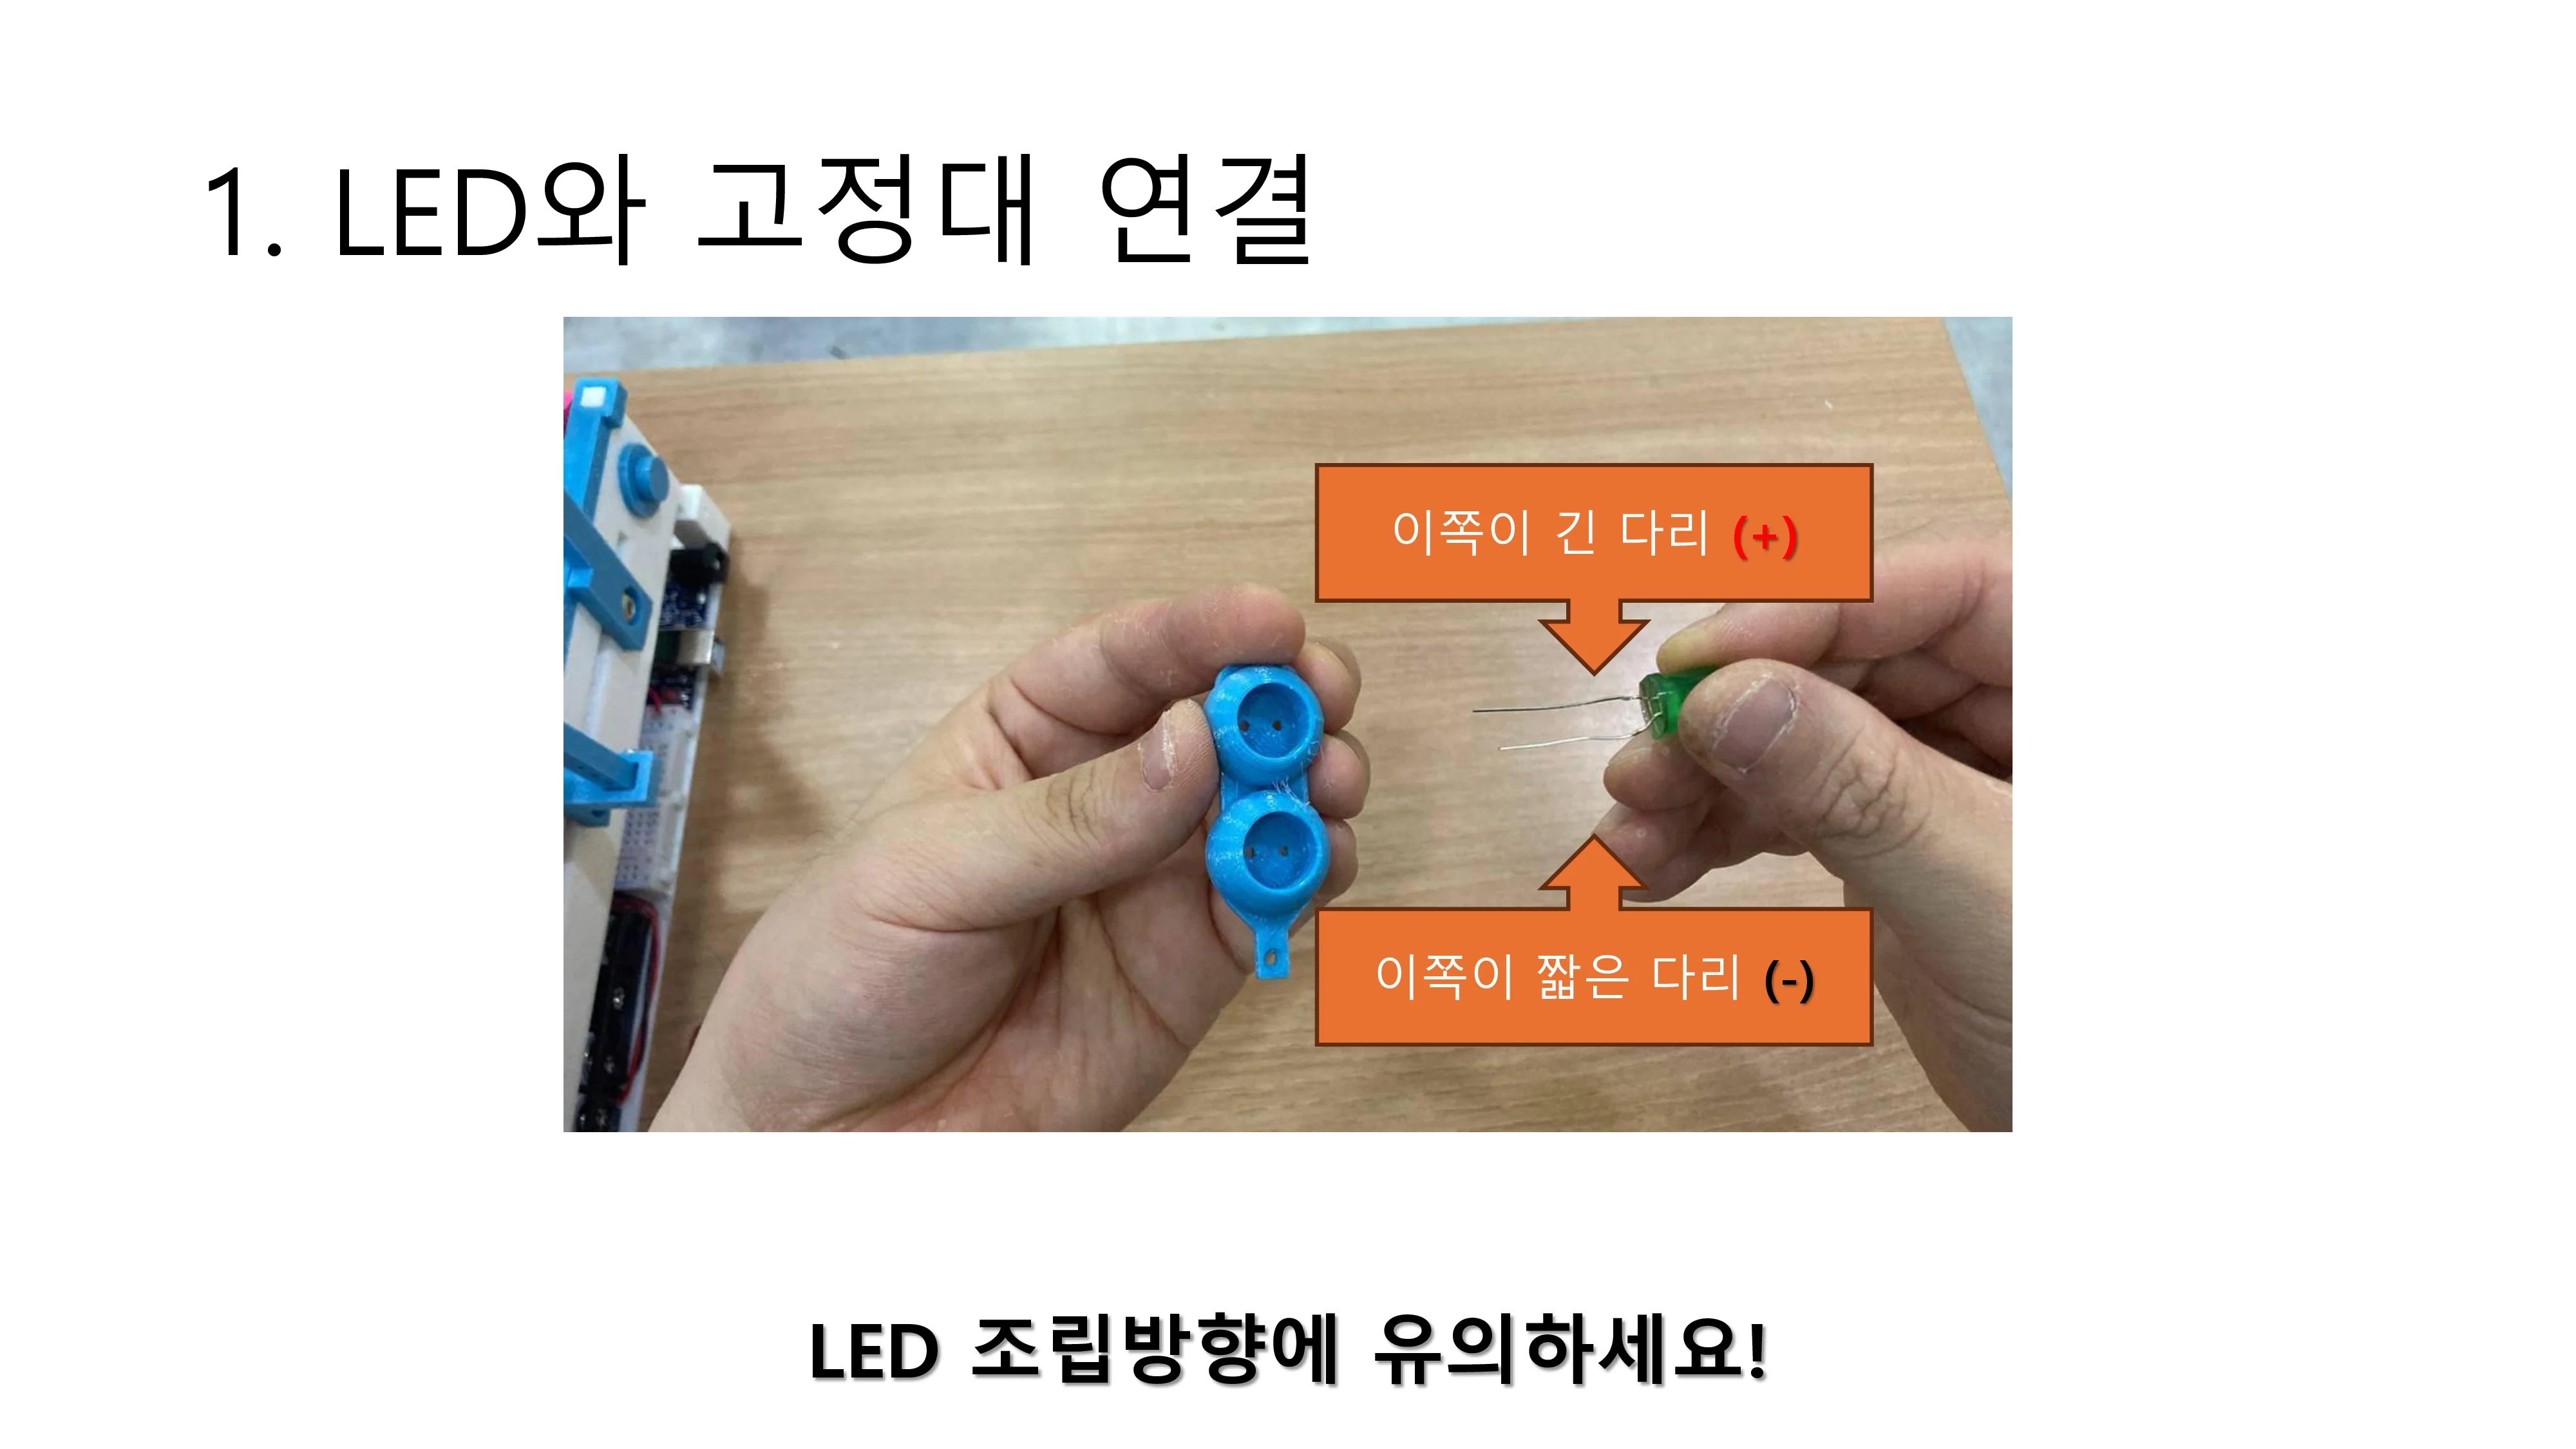 1. LED와 고정대 연결
이쪽이 긴 다리 (+)
이쪽이 짧은 다리 (-)
LED 조립방향에 유의하세요!